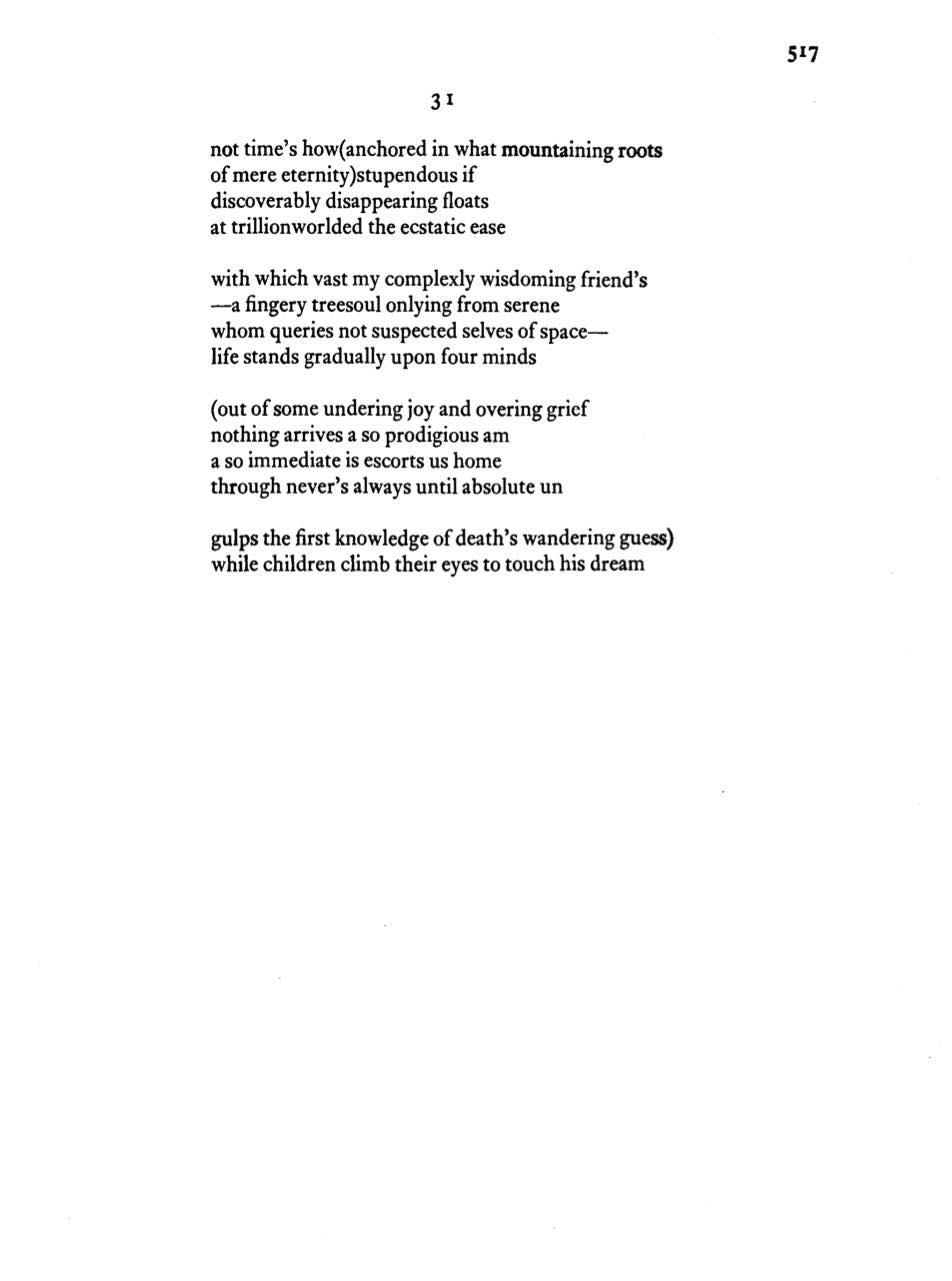 517
31
not time's how(anchored in what mountaining roots
of mere eternity)stupendous if
discoverably disappearing floats
at trillionworlded the ecstatic ease
with which vast my complexly wisdoming friend's
—a fingery treesoul onlying from serene
whom queries not suspected selves of space—
life stands gradually upon four minds
(out of some undering joy and overing grief
nothing arrives a so prodigious am
a so immediate is escorts us home
through never's always until absolute un
gulps the first knowledge of death's wandering guess)
while children climb their eyes to touch his dream